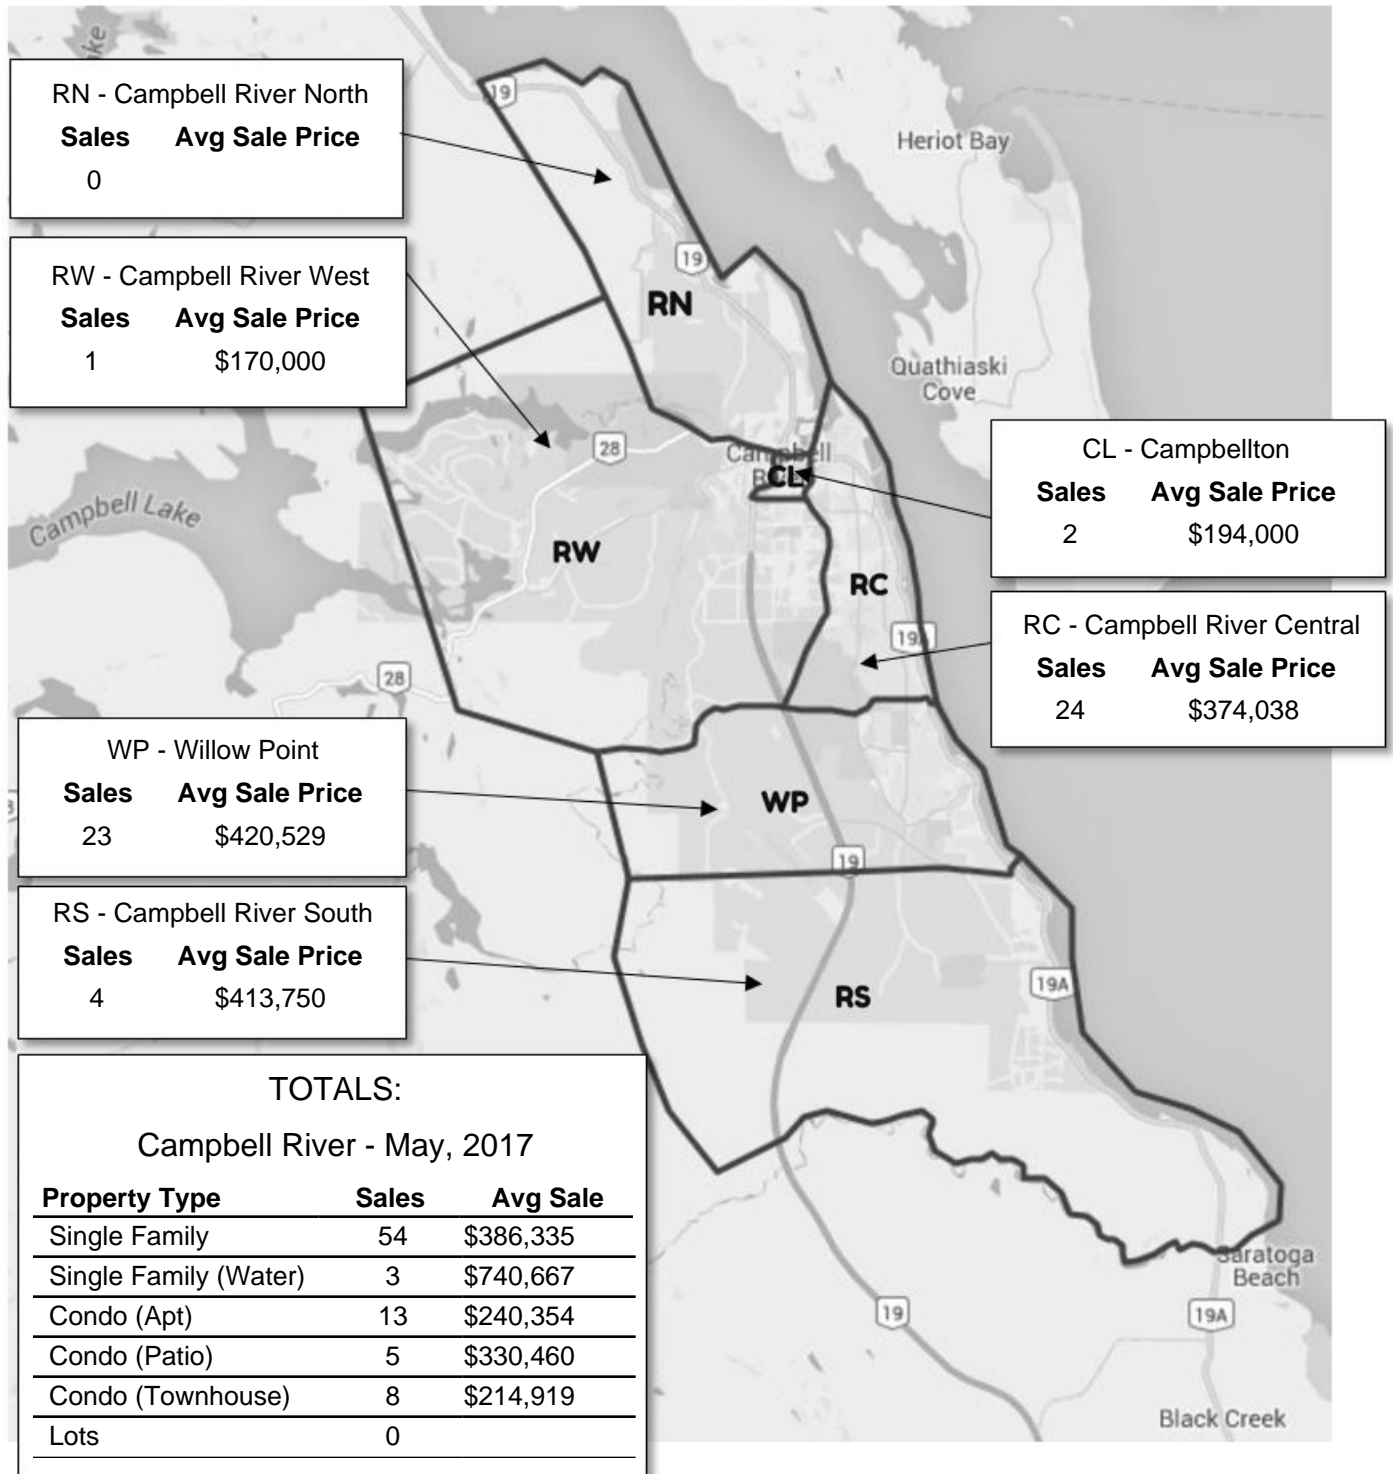 RN - Campbell River North
Sales Avg Sale Price
0
RW - Campbell River West
Sales Avg Sale Price
1 $170,000
CL - Campbellton
Sales Avg Sale Price
2 $194,000
RC - Campbell River Central
Sales Avg Sale Price
24 $374,038
WP - Willow Point
Sales Avg Sale Price
23 $420,529
RS - Campbell River South
Sales Avg Sale Price
4 $413,750
TOTALS:
Campbell River - May, 2017
Property Type Sales Avg Sale
Single Family 54 $386,335
Single Family (Water) 3 $740,667
Condo (Apt) 13 $240,354
Condo (Patio) 5 $330,460
Condo (Townhouse) 8 $214,919
Lots 0
19
Heriot Bay
19
RN
Quathiaski
Cove
28
Campbell
CL
Campbell Lake
RW
RC
19A
28
WP
19
RS
19A
Saratoga
Beach
19
19A
Black Creek